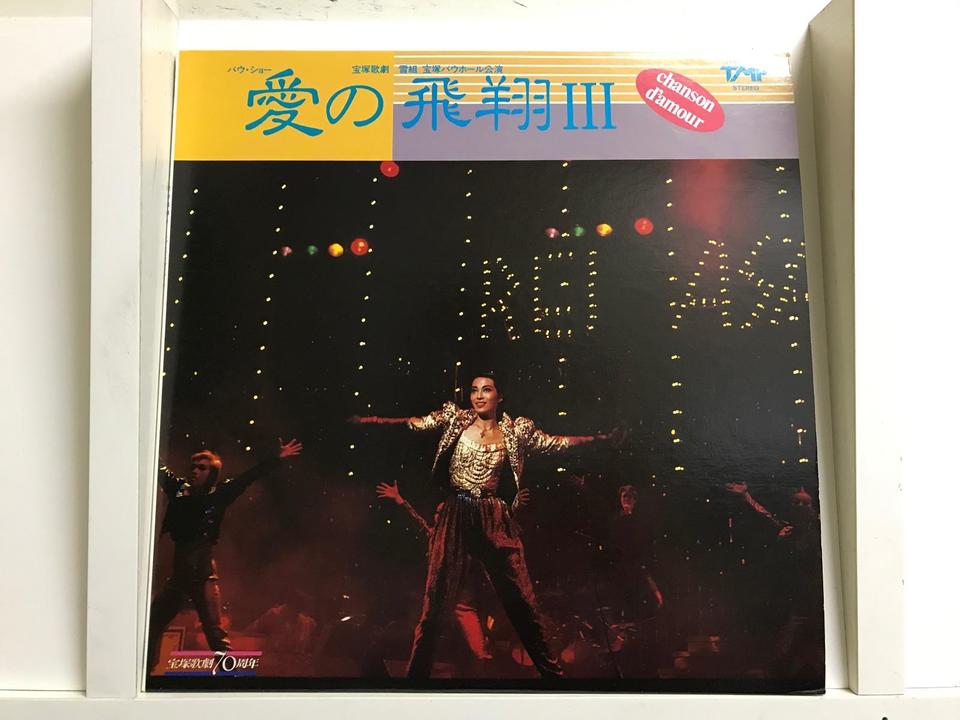 バウ・ショー
宝塚歌劇 雪組 宝塚バウホール公演
愛の飛翔III
chanson
d'amour
TMP
STEREO
REI AS
宝塚歌劇70周年